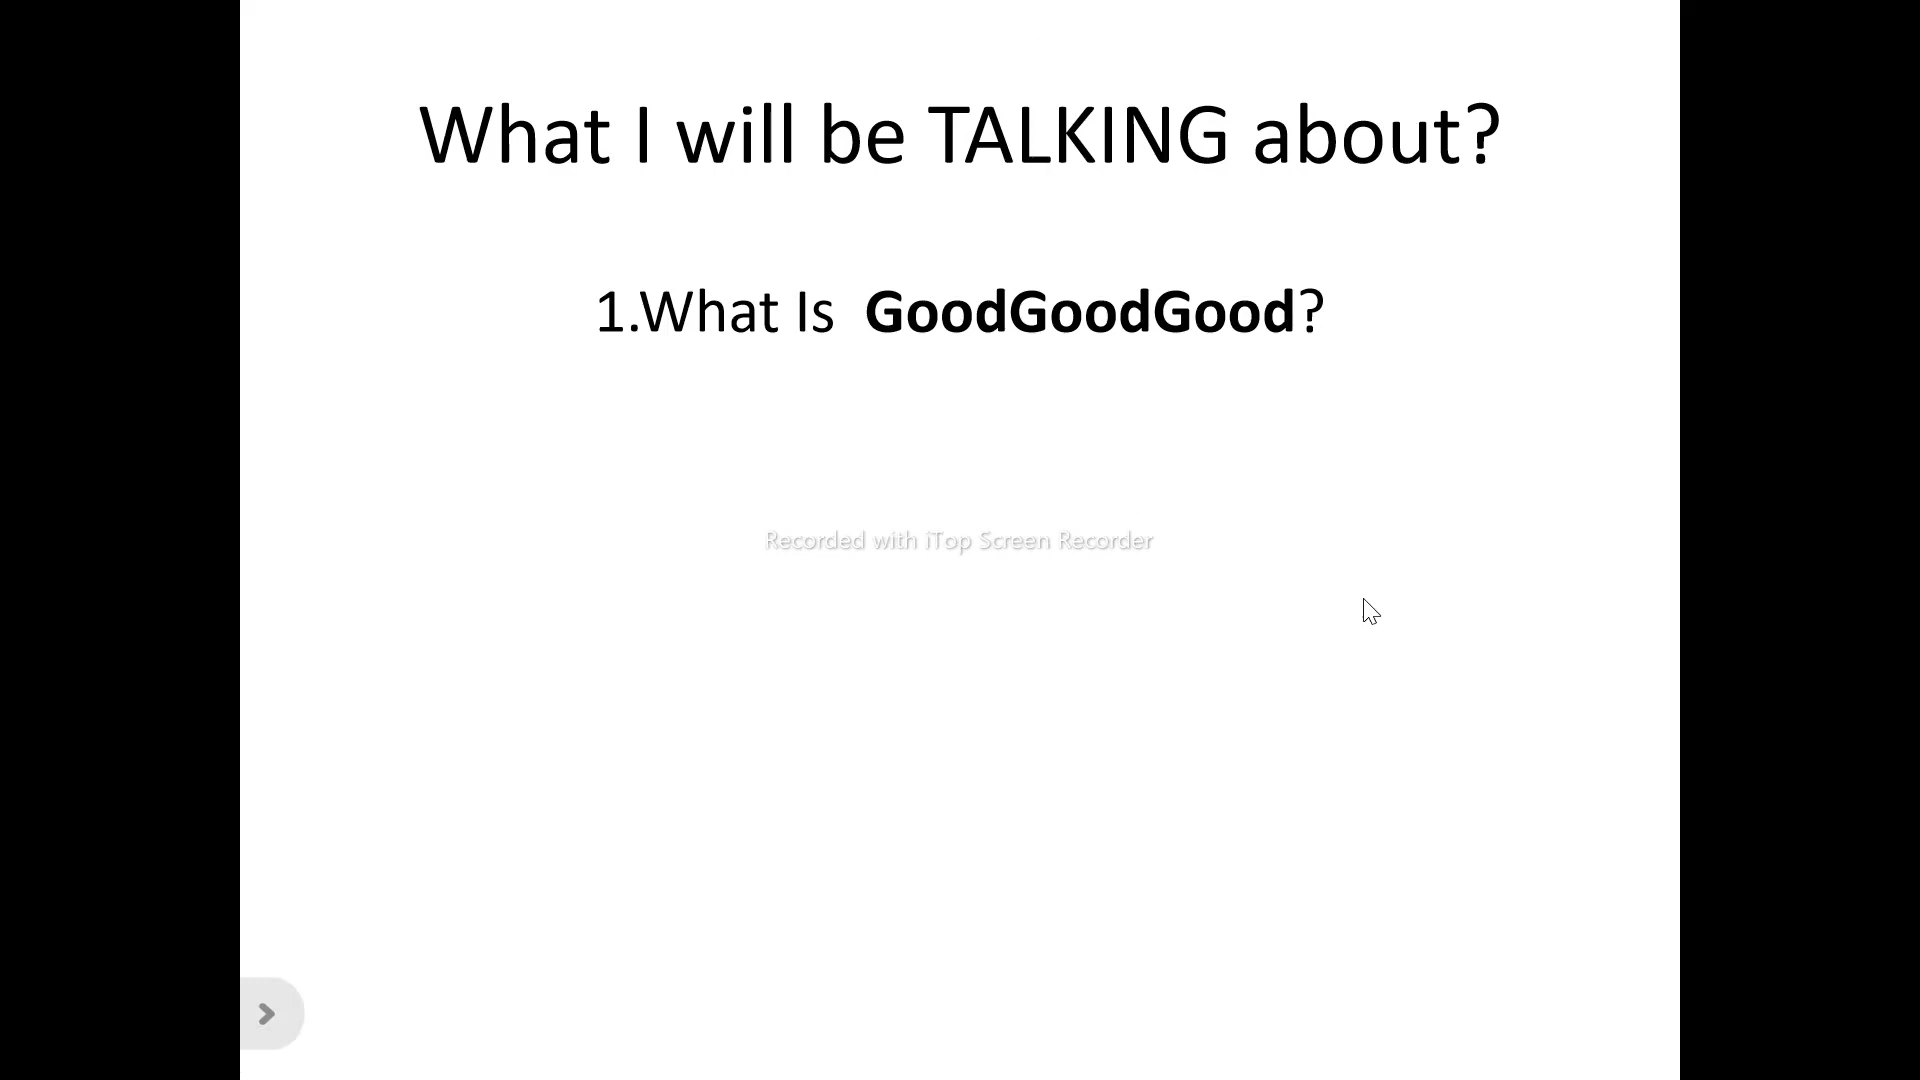 What I will be TALKING about?
1.What Is  GoodGoodGood?
Recorded with iTop Screen Recorder